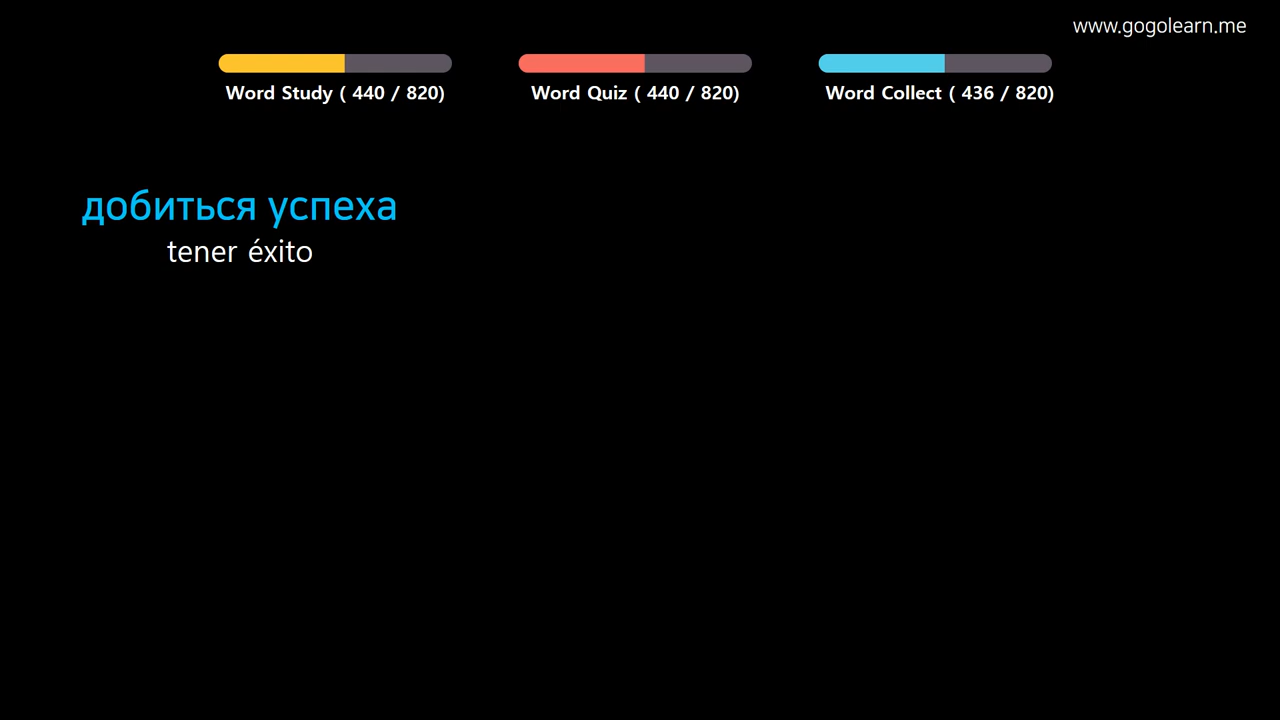 www.gogolearn.me
Word Study ( 440 / 820)
Word Quiz ( 440 / 820)
Word Collect ( 436 / 820)
добиться успеха
tener éxito